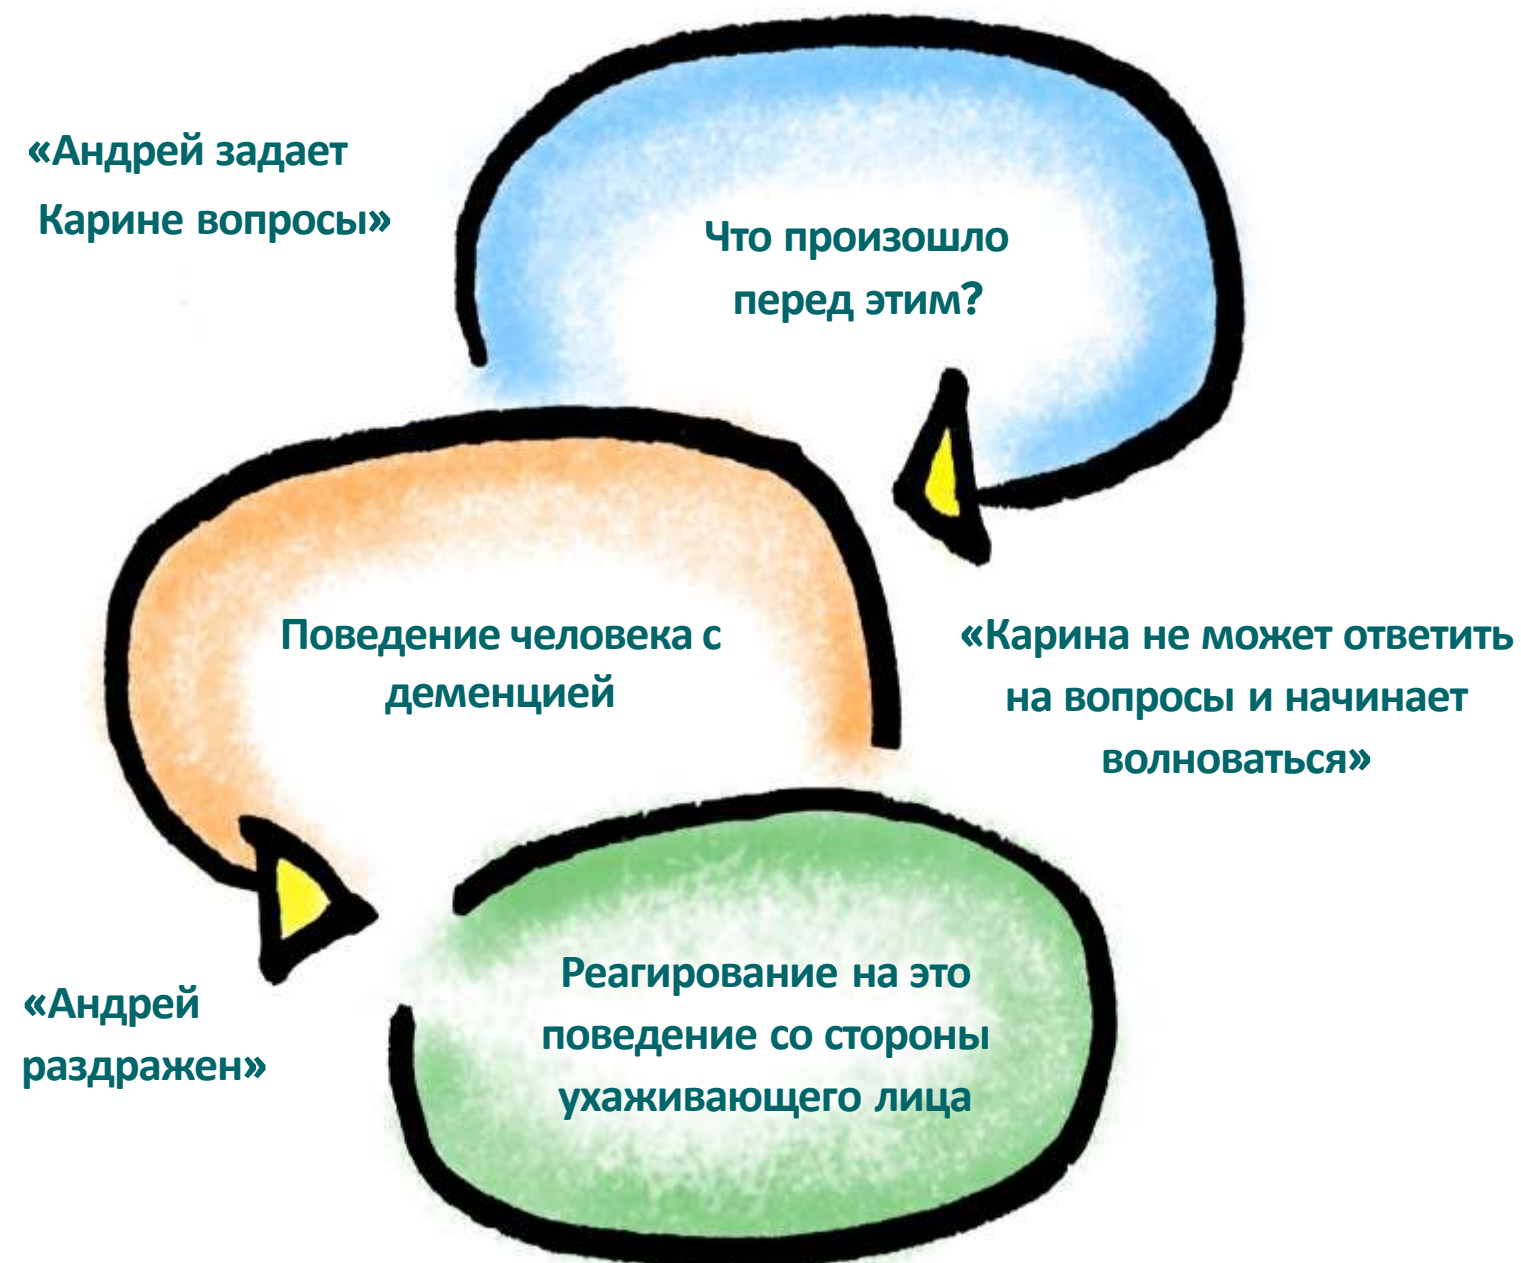 «Андрей задает
Карине вопросы»
Что произошло
перед этим?
Поведение человека с
деменцией
«Карина не может ответить
на вопросы и начинает
волноваться»
«Андрей
раздражен»
Реагирование на это
поведение со стороны
ухаживающего лица